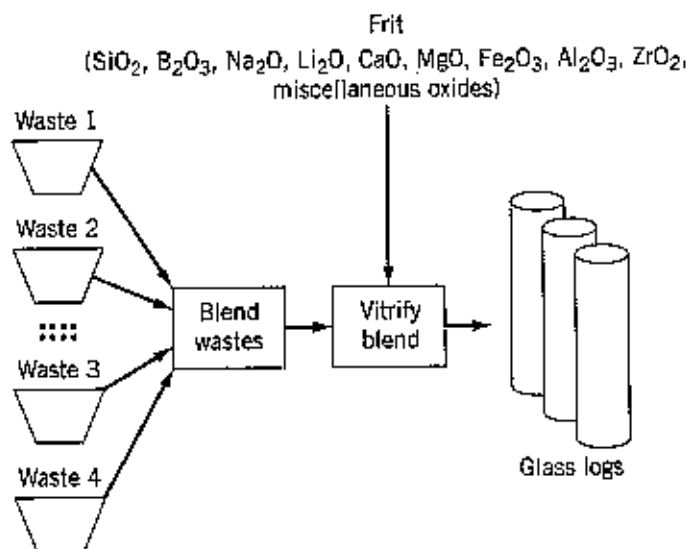 Frit
(SiO₂, B₂O₃, Na₂O, Li₂O, CaO, MgO, Fe₂O₃, Al₂O₃, ZrO₂,
miscellaneous oxides)
Waste 1
Waste 2
Waste 3
Waste 4
Blend
wastes
Vitrify
blend
Glass logs